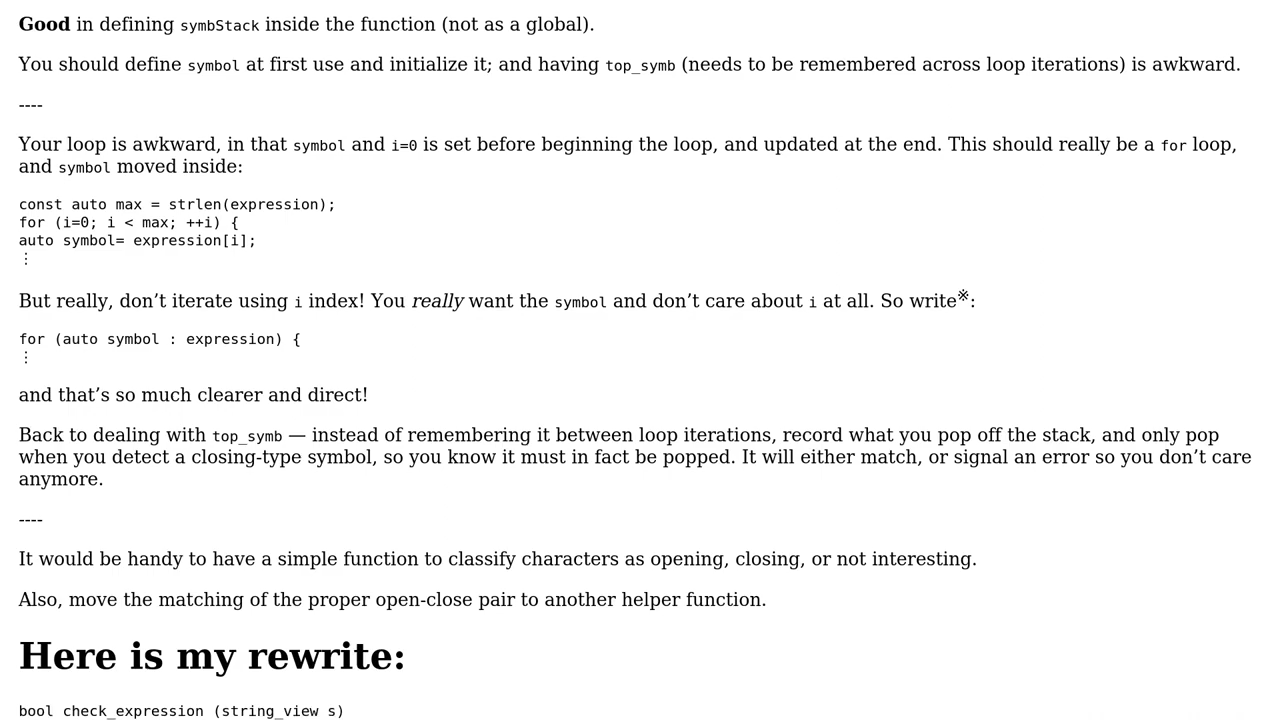 Good in defining symbStack inside the function (not as a global).
You should define symbol at first use and initialize it; and having top_symb (needs to be remembered across loop iterations) is awkward.
----
Your loop is awkward, in that symbol and i=0 is set before beginning the loop, and updated at the end. This should really be a for loop,
and symbol moved inside:
const auto max = strlen(expression);
for (i=0; i < max; ++i) {
auto symbol= expression[i];
⋮
But really, don’t iterate using i index! You really want the symbol and don’t care about i at all. So write※:
for (auto symbol : expression) {
⋮
and that’s so much clearer and direct!
Back to dealing with top_symb — instead of remembering it between loop iterations, record what you pop off the stack, and only pop
when you detect a closing-type symbol, so you know it must in fact be popped. It will either match, or signal an error so you don’t care
anymore.
----
It would be handy to have a simple function to classify characters as opening, closing, or not interesting.
Also, move the matching of the proper open-close pair to another helper function.
Here is my rewrite:
bool check_expression (string_view s)